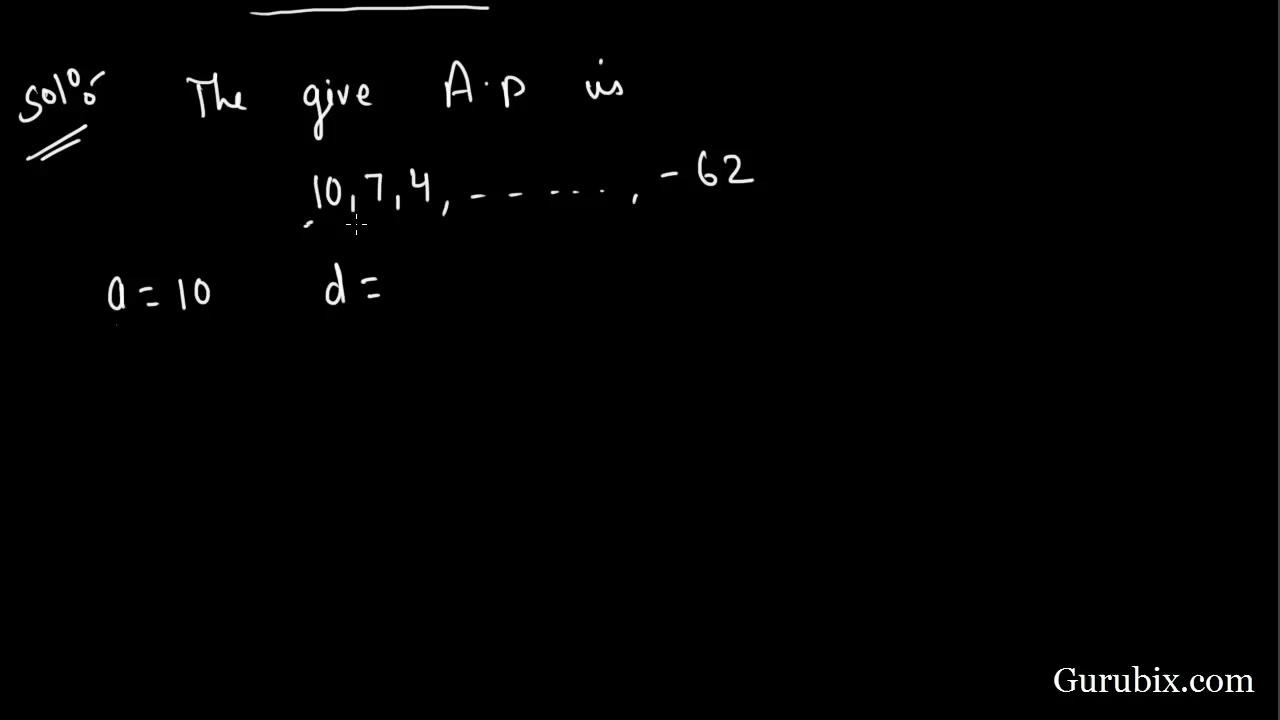 Sol%
The give A.P is
10, 7, 4, - - - . . . , - 62
a = 10 d =
Gurubix.com